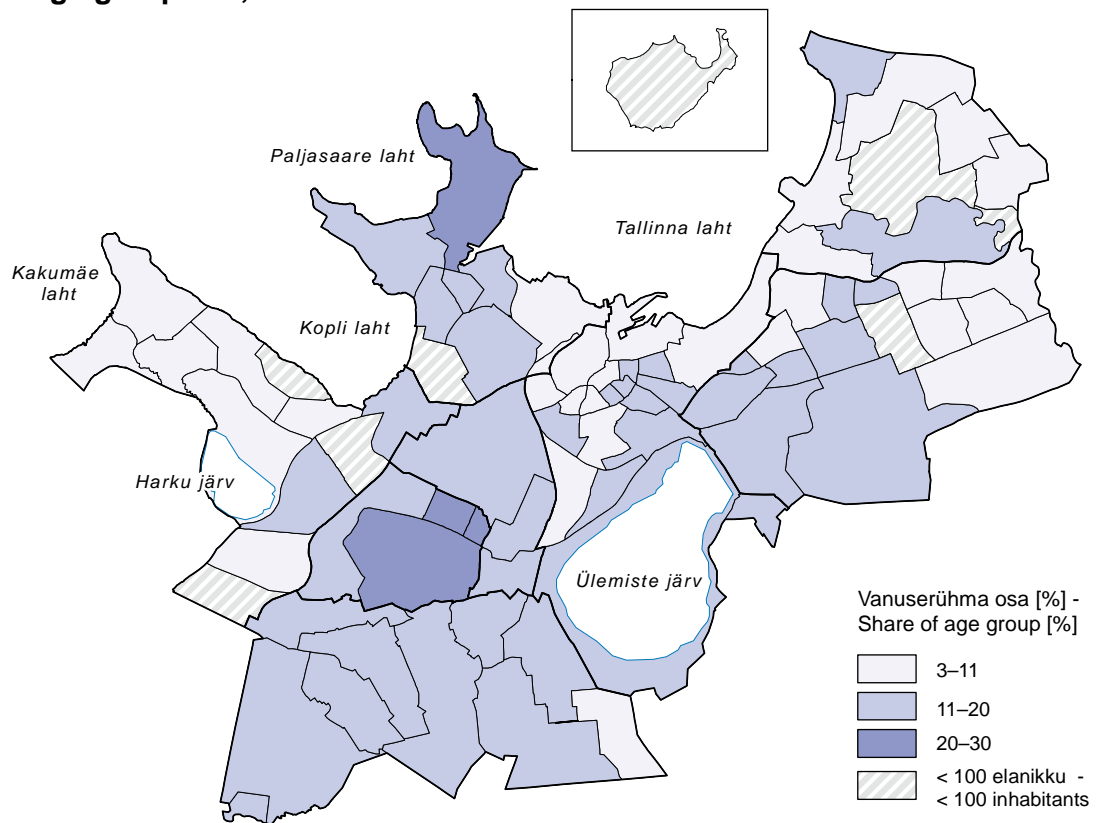 Paljasaare laht
Tallinna laht
Kakumäe
laht
Kopli laht
Harku järv
Ülemiste järv
Vanuserühma osa [%] -
Share of age group [%]
3–11
11–20
20–30
< 100 elanikku -
< 100 inhabitants